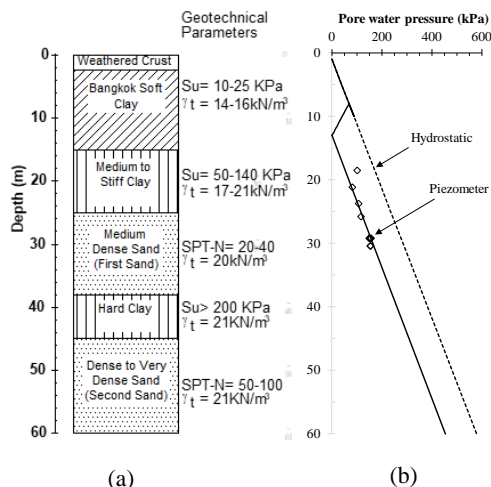 Geotechnical
Parameters
Depth (m)
0
10
20
30
40
50
60
Weathered Crust
Bangkok Soft
Clay
Su= 10-25 KPa
γt = 14-16kN/m³
Medium to
Stiff Clay
Su= 50-140 KPa
γt = 17-21kN/m³
Medium
Dense Sand
(First Sand)
SPT-N= 20-40
γt = 20kN/m³
Hard Clay
Su> 200 KPa
γt = 21KN/m³
Dense to Very
Dense Sand
(Second Sand)
SPT-N= 50-100
γt = 21KN/m³
(a)
Pore water pressure (kPa)
0 200 400 600
0
10
20
30
40
50
60
Hydrostatic
Piezometer
(b)